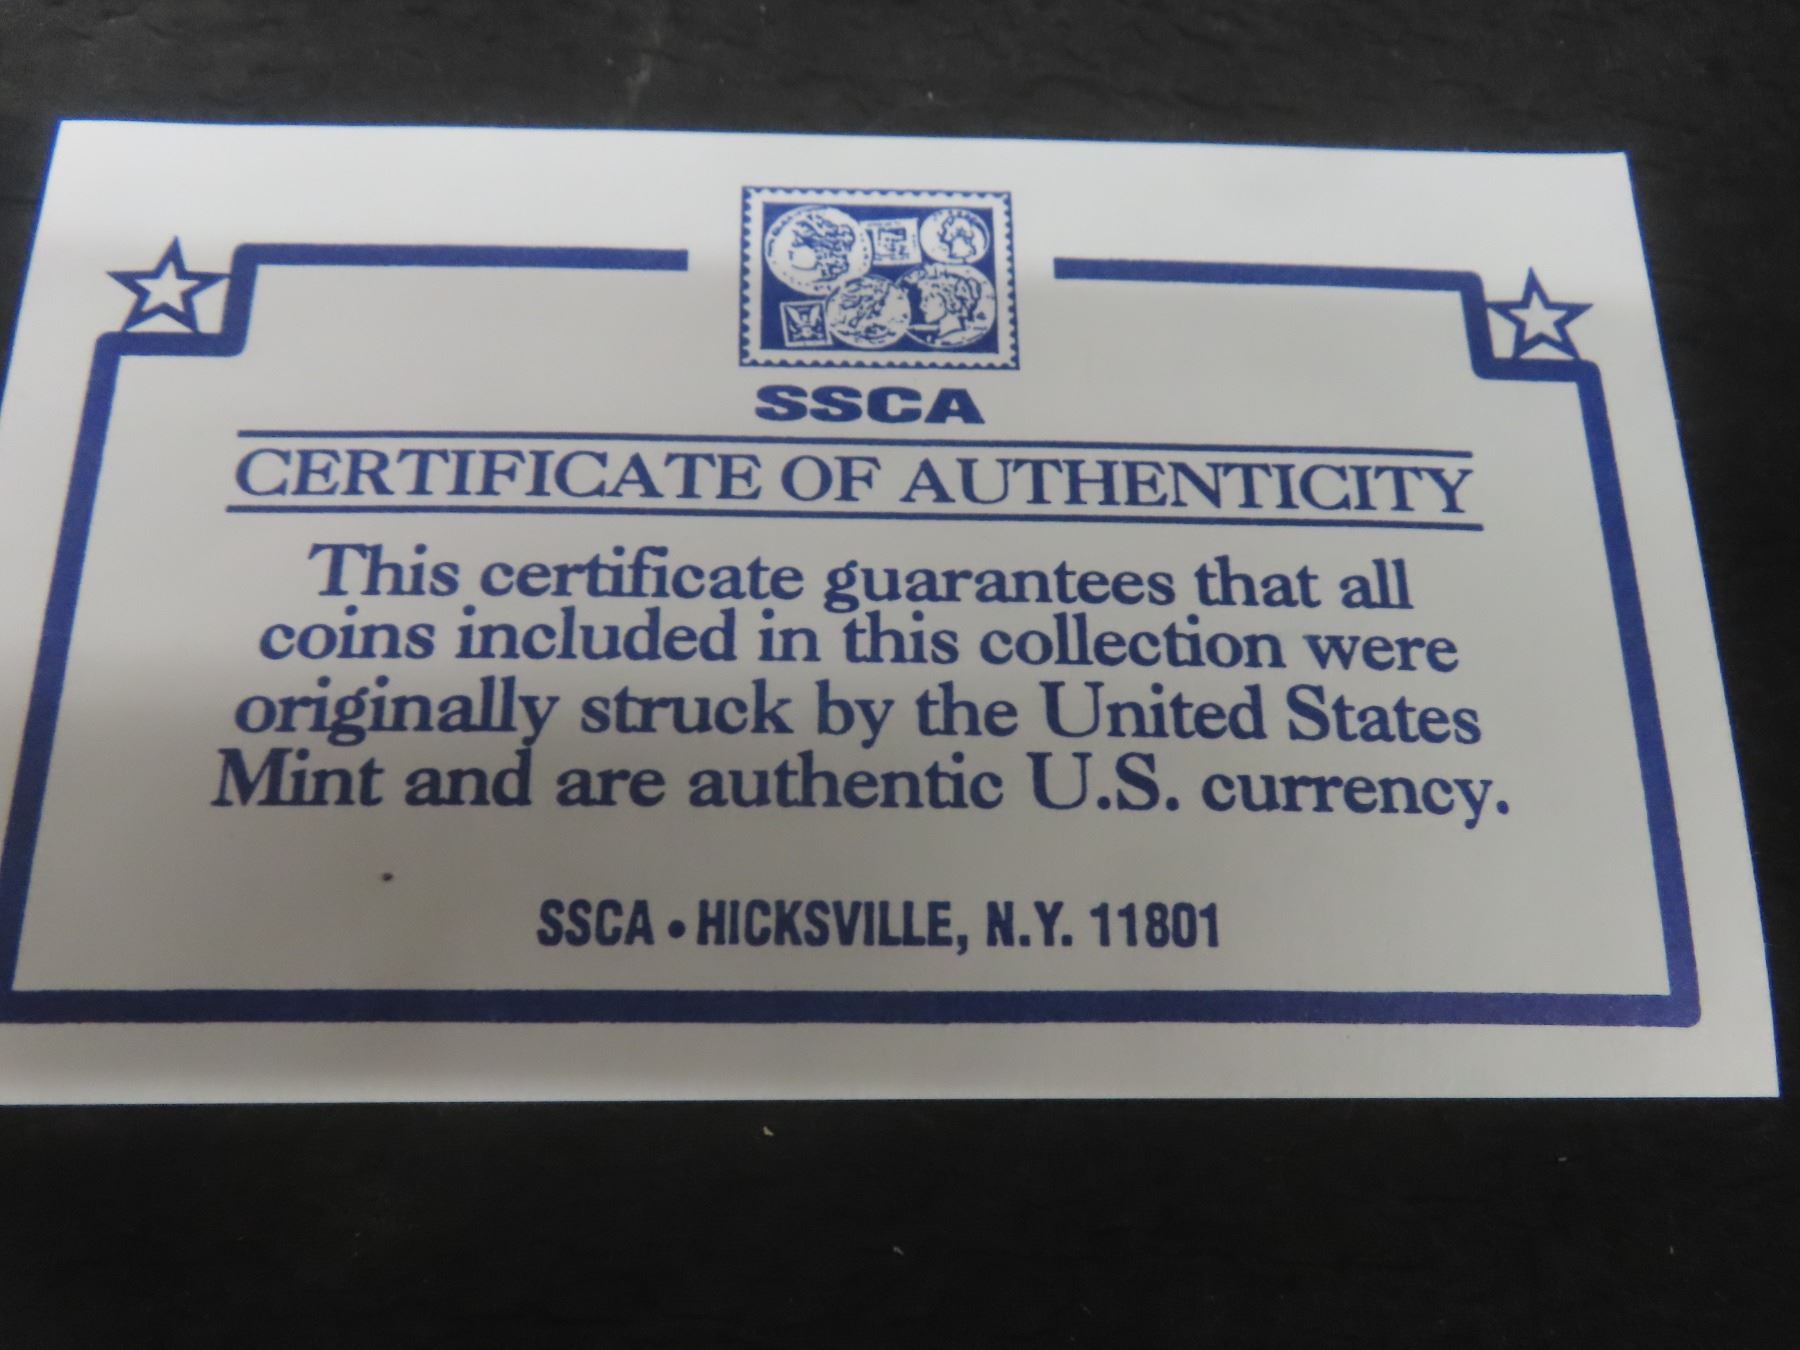 SSCA
CERTIFICATE OF AUTHENTICITY
This certificate guarantees that all
coins included in this collection were
originally struck by the United States
Mint and are authentic U.S. currency.
SSCA • HICKSVILLE, N.Y. 11801